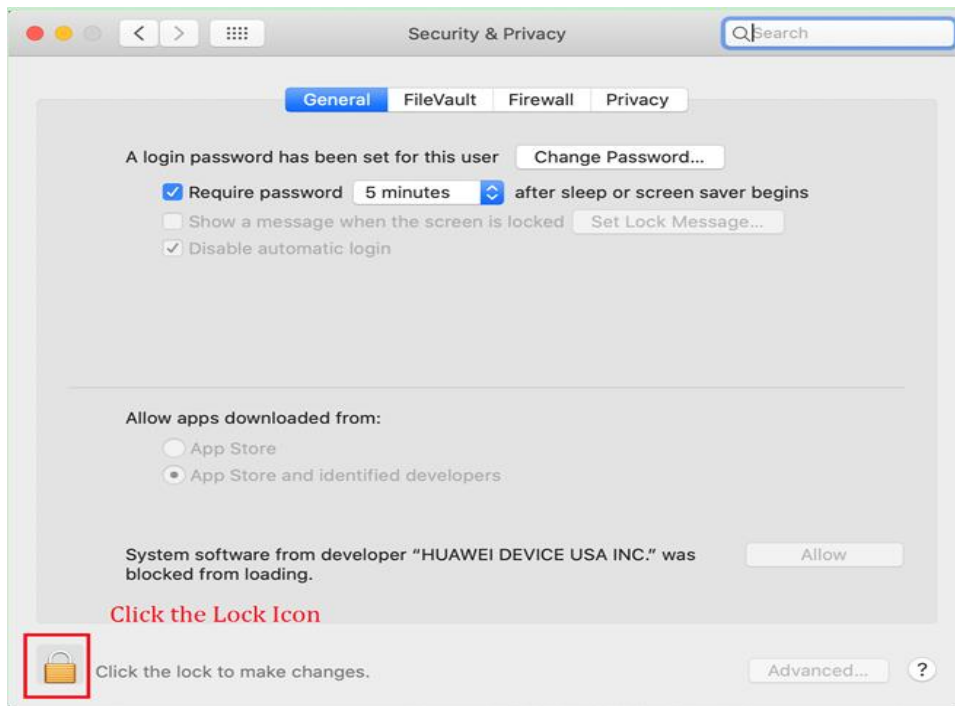 Security & Privacy
Search
General FileVault Firewall Privacy
A login password has been set for this user Change Password...
Require password 5 minutes after sleep or screen saver begins
Show a message when the screen is locked Set Lock Message...
Disable automatic login
Allow apps downloaded from:
App Store
App Store and identified developers
System software from developer “HUAWEI DEVICE USA INC.” was Allow
blocked from loading.
Click the Lock Icon
Click the lock to make changes. Advanced... ?